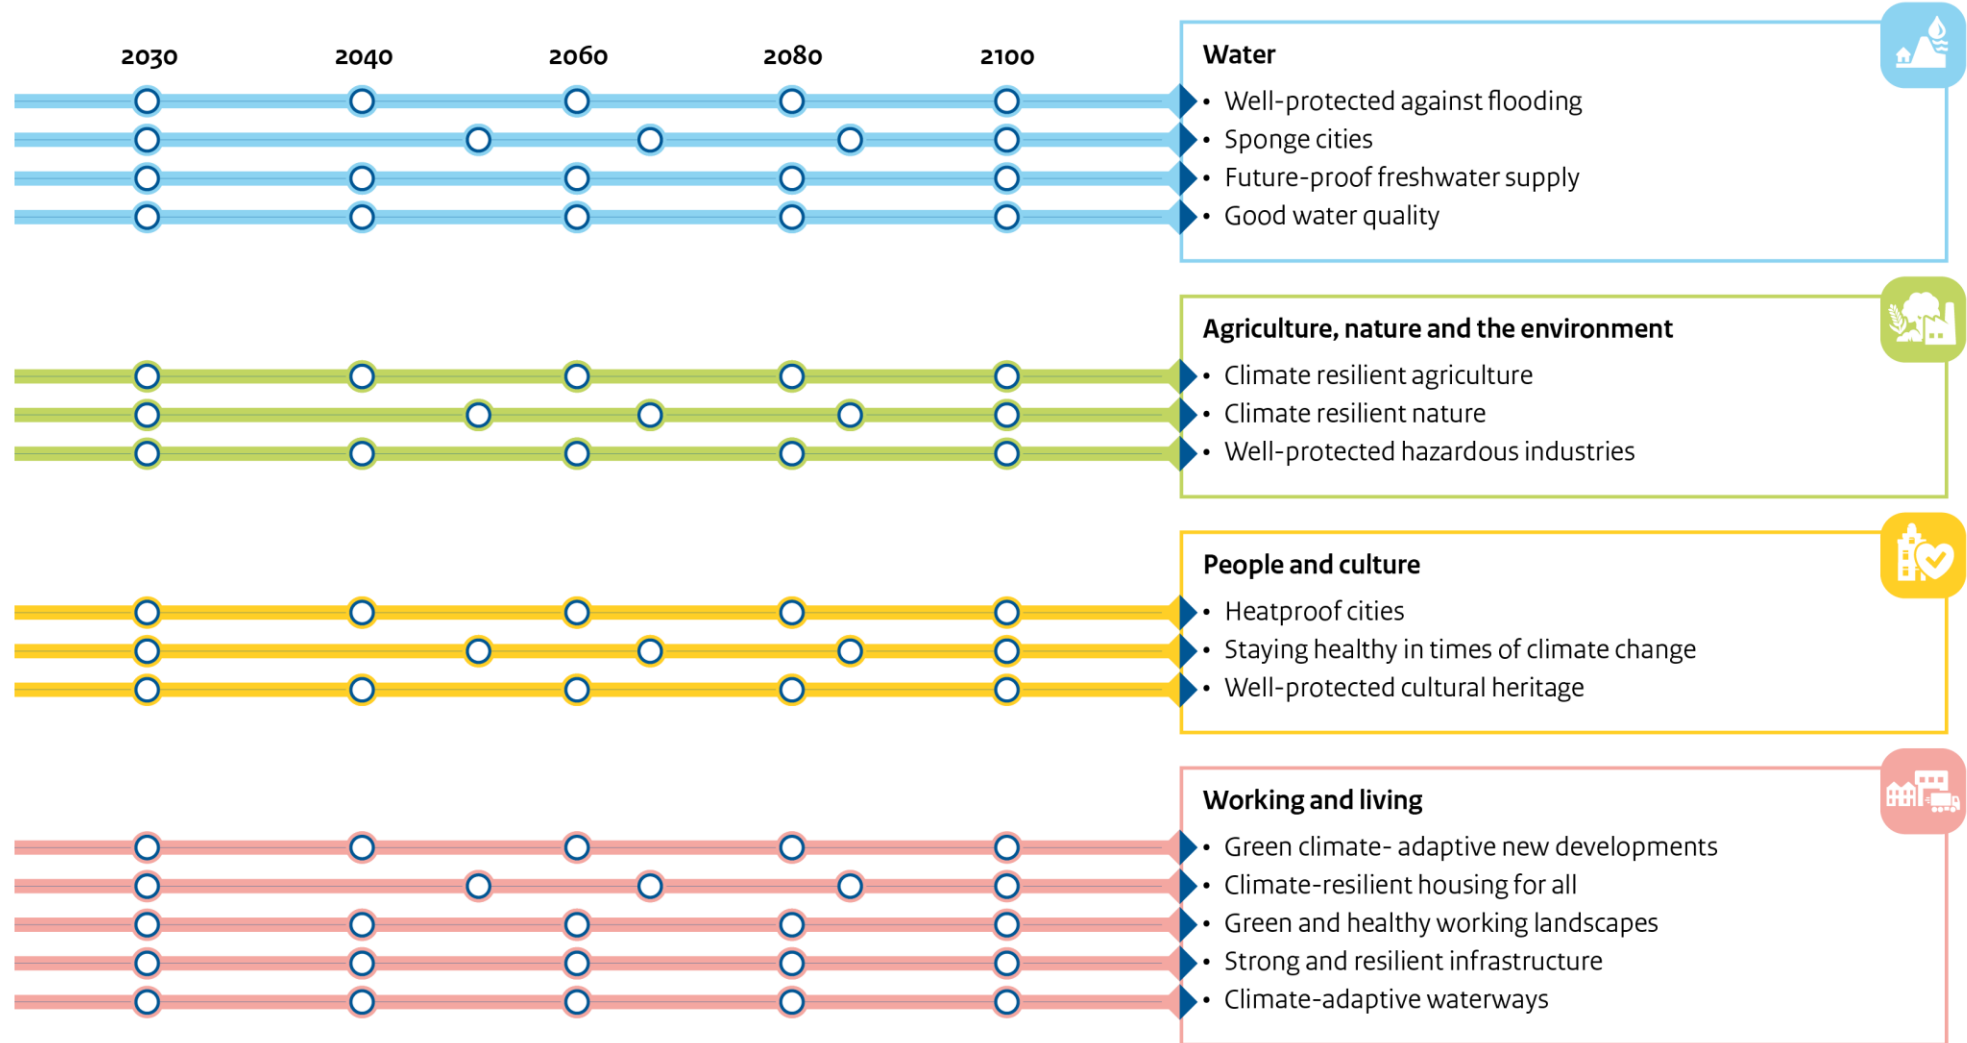 2030 2040 2060 2080 2100
Water
• Well-protected against flooding
• Sponge cities
• Future-proof freshwater supply
• Good water quality
Agriculture, nature and the environment
• Climate resilient agriculture
• Climate resilient nature
• Well-protected hazardous industries
People and culture
• Heatproof cities
• Staying healthy in times of climate change
• Well-protected cultural heritage
Working and living
• Green climate- adaptive new developments
• Climate-resilient housing for all
• Green and healthy working landscapes
• Strong and resilient infrastructure
• Climate-adaptive waterways